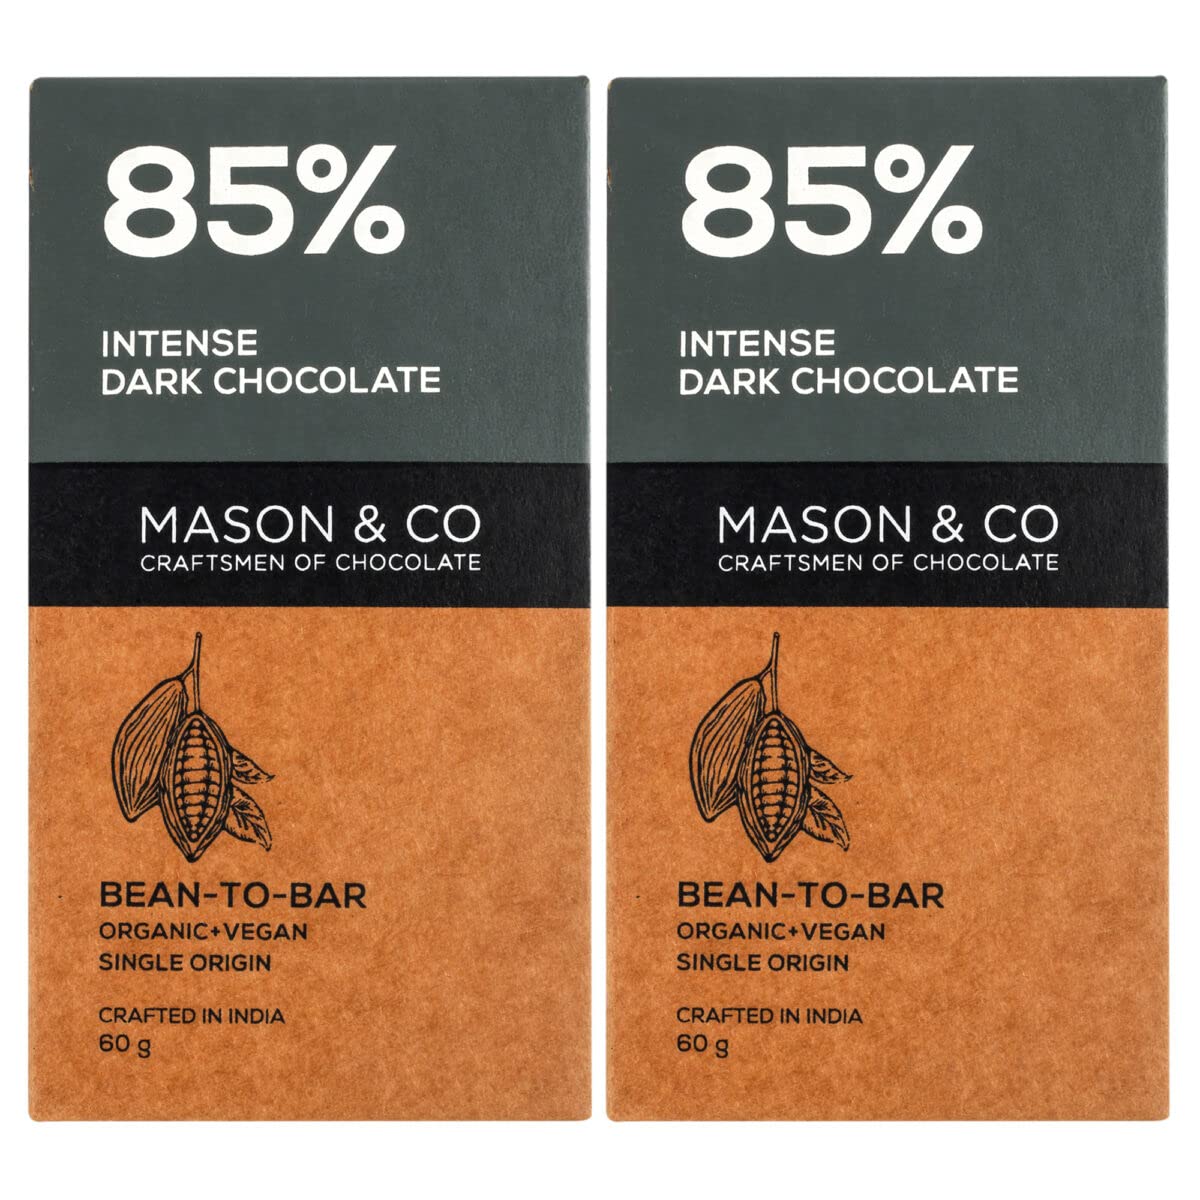 85%
INTENSE
DARK CHOCOLATE
MASON & CO
CRAFTSMEN OF CHOCOLATE
BEAN-TO-BAR
ORGANIC+VEGAN
SINGLE ORIGIN
CRAFTED IN INDIA
60 g
85%
INTENSE
DARK CHOCOLATE
MASON & CO
CRAFTSMEN OF CHOCOLATE
BEAN-TO-BAR
ORGANIC+VEGAN
SINGLE ORIGIN
CRAFTED IN INDIA
60 g